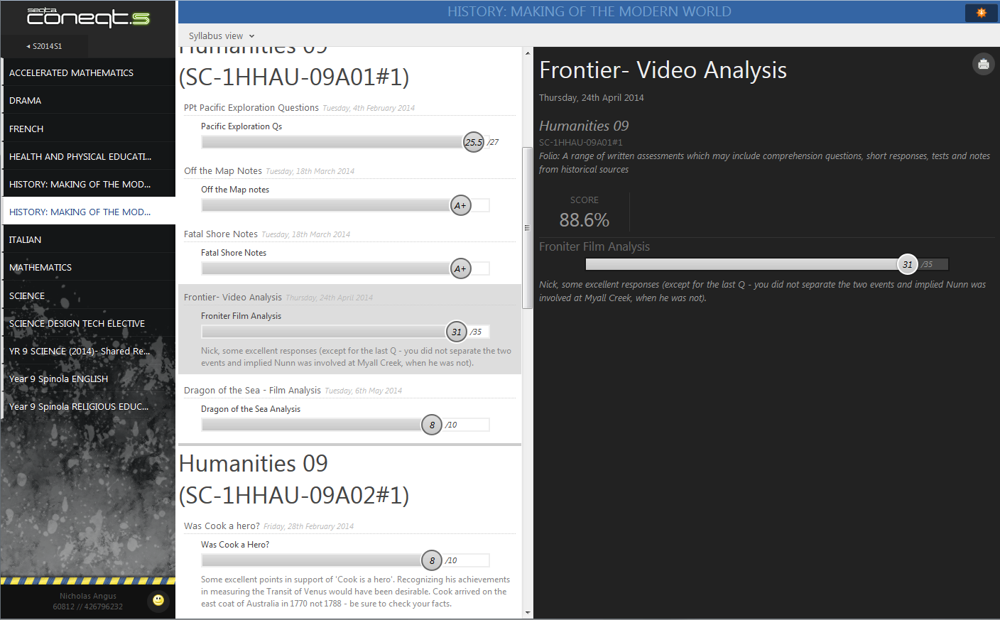 seqta
coneqt.s
S2014S1
ACCELERATED MATHEMATICS
DRAMA
FRENCH
HEALTH AND PHYSICAL EDUCATI...
HISTORY: MAKING OF THE MOD...
HISTORY: MAKING OF THE MOD...
ITALIAN
MATHEMATICS
SCIENCE
SCIENCE DESIGN TECH ELECTIVE
YR 9 SCIENCE (2014)- Shared Re...
Year 9 Spinola ENGLISH
Year 9 Spinola RELIGIOUS EDUC...
Nicholas Angus
60812 // 426796232
HISTORY: MAKING OF THE MODERN WORLD
Syllabus view
Humanities 09
(SC-1HHAU-09A01#1)
PPt Pacific Exploration Questions Tuesday, 4th February 2014
Pacific Exploration Qs
25.5 /27
Off the Map Notes Tuesday, 18th March 2014
Off the Map notes
A+
Fatal Shore Notes Tuesday, 18th March 2014
Fatal Shore Notes
A+
Frontier- Video Analysis Thursday, 24th April 2014
Froniter Film Analysis
31 /35
Nick, some excellent responses (except for the last Q - you did not separate the two
events and implied Nunn was involved at Myall Creek, when he was not).
Dragon of the Sea - Film Analysis Tuesday, 6th May 2014
Dragon of the Sea Analysis
8 /10
Humanities 09
(SC-1HHAU-09A02#1)
Was Cook a hero? Friday, 28th February 2014
Was Cook a Hero?
8 /10
Some excellent points in support of 'Cook is a hero'. Recognizing his achievements
in measuring the Transit of Venus would have been desirable. Cook arrived on the
east coat of Australia in 1770 not 1788 - be sure to check your facts.
Frontier- Video Analysis
Thursday, 24th April 2014
Humanities 09
SC-1HHAU-09A01#1
Folio: A range of written assessments which may include comprehension questions, short responses, tests and notes
from historical sources
SCORE
88.6%
Froniter Film Analysis
31 /35
Nick, some excellent responses (except for the last Q - you did not separate the two events and implied Nunn was
involved at Myall Creek, when he was not).